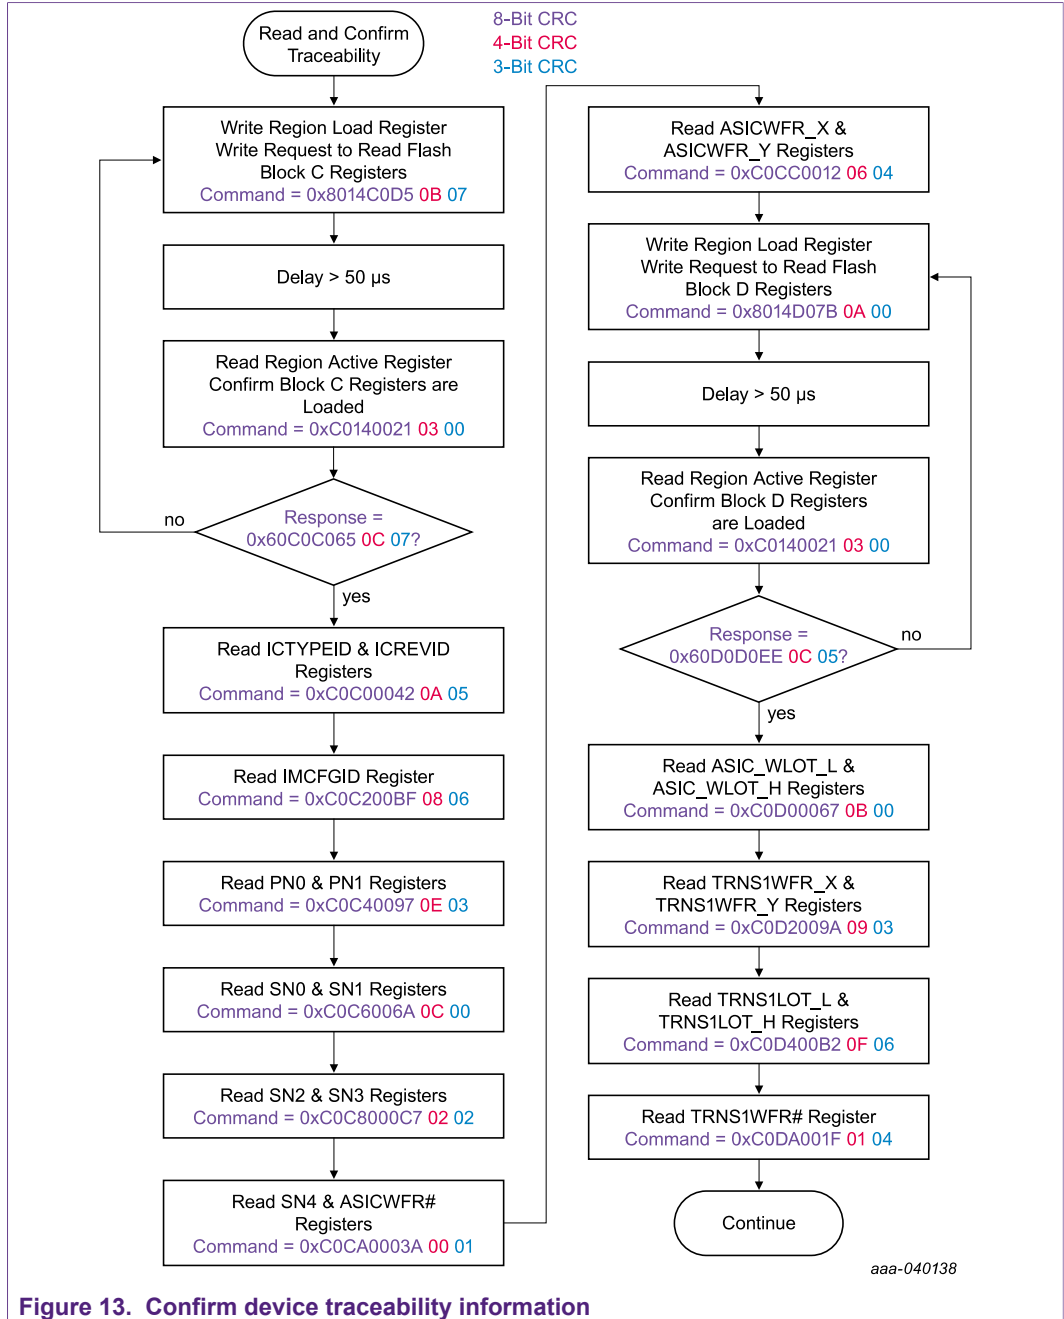 Read and Confirm
Traceability
8-Bit CRC
4-Bit CRC
3-Bit CRC
Write Region Load Register
Write Request to Read Flash
Block C Registers
Command = 0x8014C0D5 0B 07
Delay > 50 µs
Read Region Active Register
Confirm Block C Registers are
Loaded
Command = 0xC0140021 03 00
no
Response =
0x60C0C065 0C 07?
yes
Read ICTYPEID & ICREVID
Registers
Command = 0xC0C00042 0A 05
Read IMCFGID Register
Command = 0xC0C200BF 08 06
Read PN0 & PN1 Registers
Command = 0xC0C40097 0E 03
Read SN0 & SN1 Registers
Command = 0xC0C6006A 0C 00
Read SN2 & SN3 Registers
Command = 0xC0C8000C7 02 02
Read SN4 & ASICWFR#
Registers
Command = 0xC0CA0003A 00 01
Read ASICWFR_X &
ASICWFR_Y Registers
Command = 0xC0CC0012 06 04
Write Region Load Register
Write Request to Read Flash
Block D Registers
Command = 0x8014D07B 0A 00
Delay > 50 µs
Read Region Active Register
Confirm Block D Registers
are Loaded
Command = 0xC0140021 03 00
Response =
0x60D0D0EE 0C 05?
no
yes
Read ASIC_WLOT_L &
ASIC_WLOT_H Registers
Command = 0xC0D00067 0B 00
Read TRNS1WFR_X &
TRNS1WFR_Y Registers
Command = 0xC0D2009A 09 03
Read TRNS1LOT_L &
TRNS1LOT_H Registers
Command = 0xC0D400B2 0F 06
Read TRNS1WFR# Register
Command = 0xC0DA001F 01 04
Continue
aaa-040138
Figure 13. Confirm device traceability information